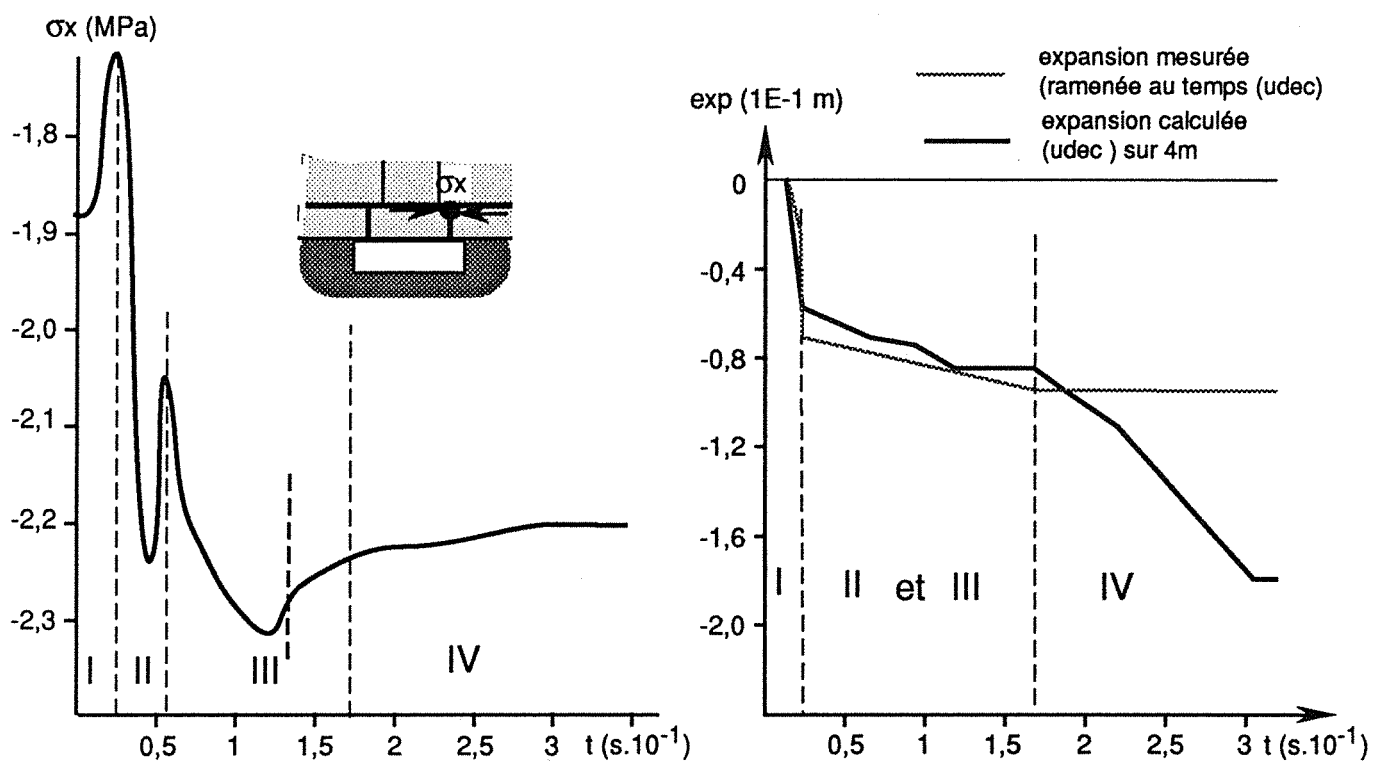 σx (MPa)
-1,8
-1,9
-2,0
-2,1
-2,2
-2,3
σx
I
II
III
IV
0,5
1
1,5
2
2,5
3
t (s.10⁻¹)
expansion mesurée
(ramenée au temps (udec)
expansion calculée
(udec ) sur 4m
exp (1E-1 m)
0
-0,4
-0,8
-1,2
-1,6
-2,0
I
II et III
IV
0,5
1
1,5
2
2,5
3
t (s.10⁻¹)